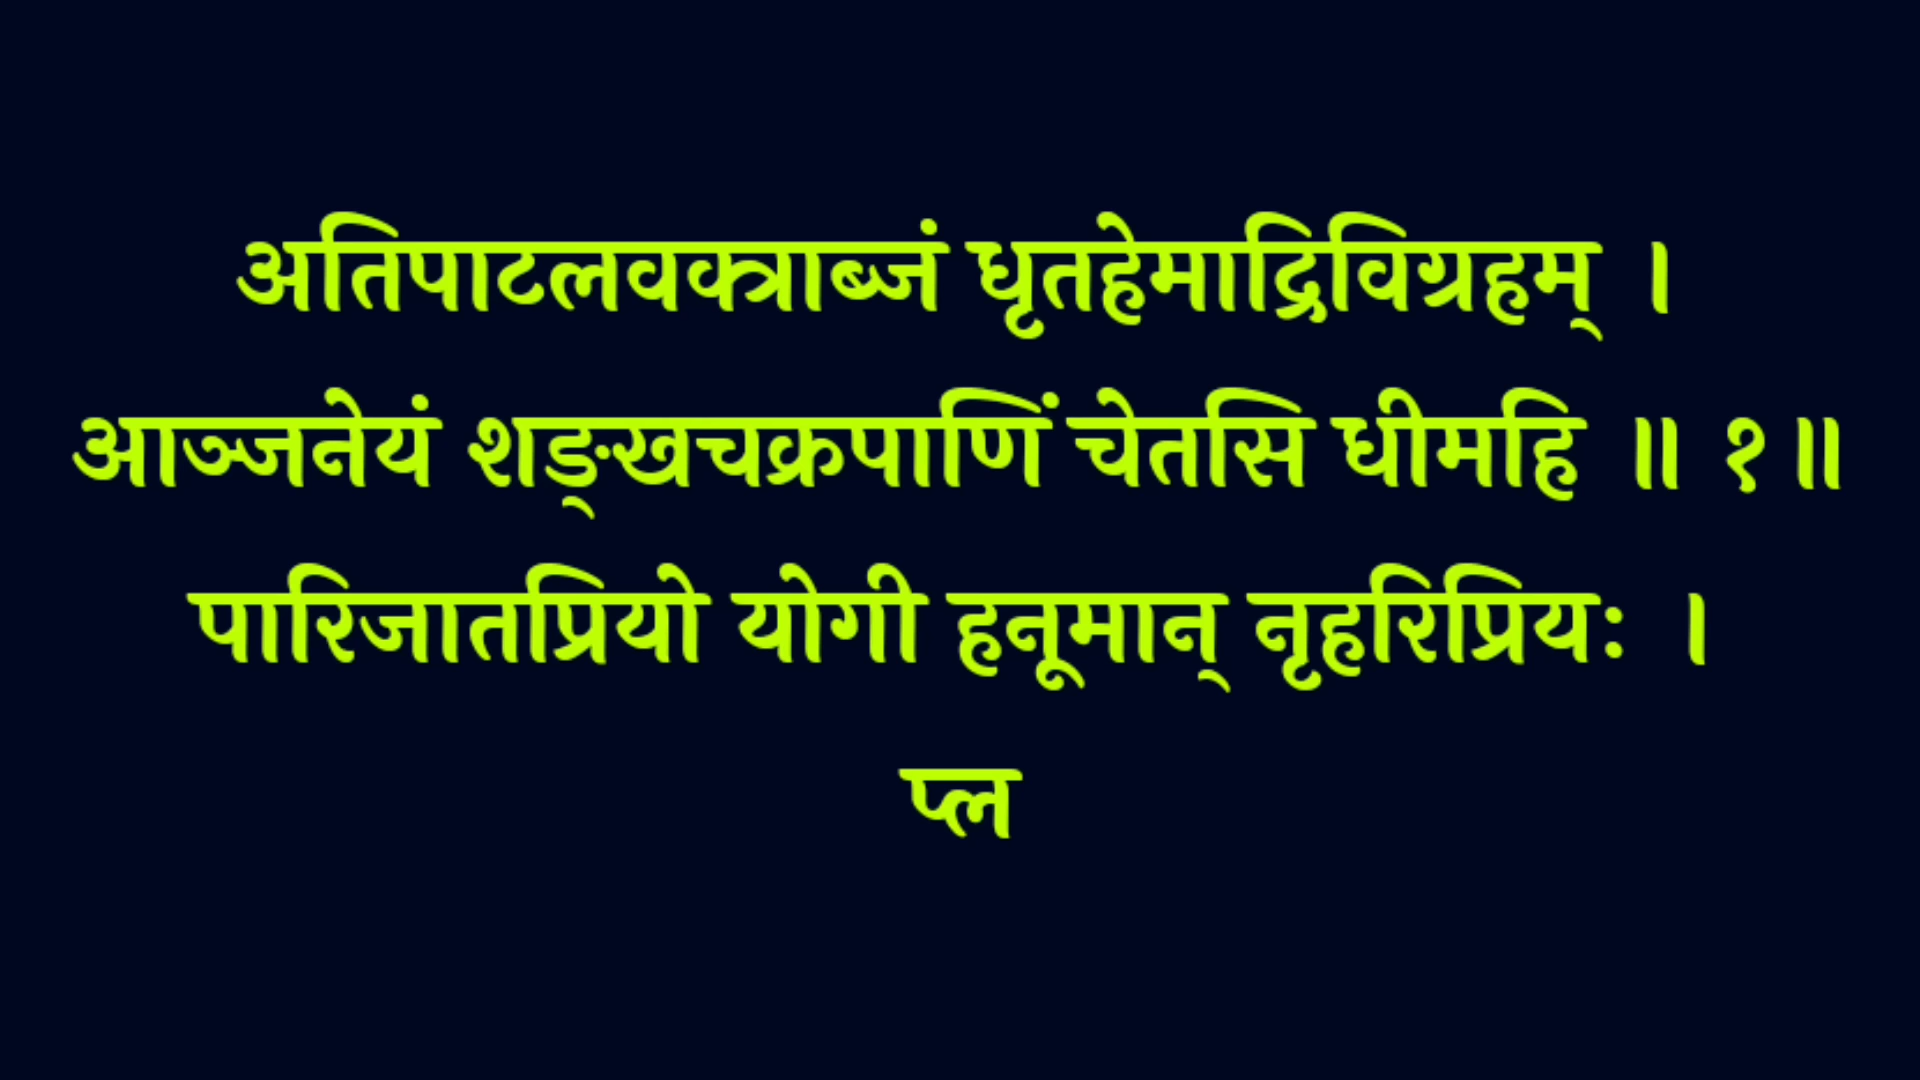 अतिपाटलवक्त्राब्जं धृतहेमाद्रिविग्रहम् ।
आञ्जनेयं शङ्खचक्रपाणिं चेतसि धीमहि ॥ १॥
पारिजातप्रियो योगी हनूमान् नृहरिप्रियः ।
प्ल